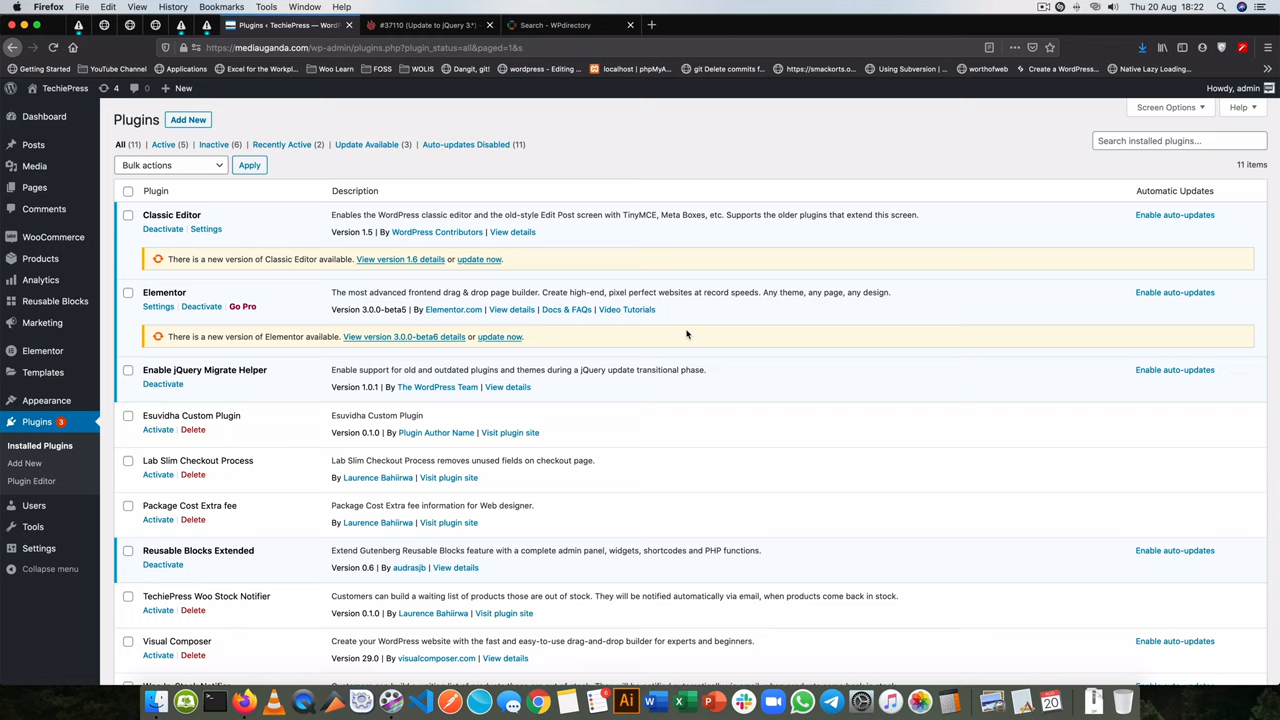 Firefox File Edit View History Bookmarks Tools Window Help
Thu 20 Aug 18:22
Plugins ‹ TechiePress — WordP
#37110 (Update to jQuery 3.*)
Search - WPdirectory
https://mediauganda.com/wp-admin/plugins.php?plugin_status=all&paged=1&s
Getting Started YouTube Channel Applications Excel for the Workpl... Woo Learn FOSS WOLIS Dangit, git! wordpress - Editing ... localhost | phpMyA... git Delete commits f... https://smackorts.o... Using Subversion | ... worthofweb Create a WordPress... Native Lazy Loading...
TechiePress 4 0 New
Howdy, admin
Screen Options Help
Plugins Add New
All (11) | Active (5) | Inactive (6) | Recently Active (2) | Update Available (3) | Auto-updates Disabled (11)
Search installed plugins...
Bulk actions Apply
11 items
Dashboard
Posts
Media
Pages
Comments
WooCommerce
Products
Analytics
Reusable Blocks
Marketing
Elementor
Templates
Appearance
Plugins 3
Installed Plugins
Add New
Plugin Editor
Users
Tools
Settings
Collapse menu
Plugin Description Automatic Updates
Classic Editor
Deactivate | Settings
Enables the WordPress classic editor and the old-style Edit Post screen with TinyMCE, Meta Boxes, etc. Supports the older plugins that extend this screen.
Version 1.5 | By WordPress Contributors | View details
Enable auto-updates
There is a new version of Classic Editor available. View version 1.6 details or update now.
Elementor
Settings | Deactivate | Go Pro
The most advanced frontend drag & drop page builder. Create high-end, pixel perfect websites at record speeds. Any theme, any page, any design.
Version 3.0.0-beta5 | By Elementor.com | View details | Docs & FAQs | Video Tutorials
Enable auto-updates
There is a new version of Elementor available. View version 3.0.0-beta6 details or update now.
Enable jQuery Migrate Helper
Deactivate
Enable support for old and outdated plugins and themes during a jQuery update transitional phase.
Version 1.0.1 | By The WordPress Team | View details
Enable auto-updates
Esuvidha Custom Plugin
Activate | Delete
Esuvidha Custom Plugin
Version 0.1.0 | By Plugin Author Name | Visit plugin site
Lab Slim Checkout Process
Activate | Delete
Lab Slim Checkout Process removes unused fields on checkout page.
By Laurence Bahiirwa | Visit plugin site
Package Cost Extra fee
Activate | Delete
Package Cost Extra fee information for Web designer.
By Laurence Bahiirwa | Visit plugin site
Reusable Blocks Extended
Deactivate
Extend Gutenberg Reusable Blocks feature with a complete admin panel, widgets, shortcodes and PHP functions.
Version 0.6 | By audrasjb | View details
Enable auto-updates
TechiePress Woo Stock Notifier
Activate | Delete
Customers can build a waiting list of products those are out of stock. They will be notified automatically via email, when products come back in stock.
Version 0.1.0 | By Laurence Bahiirwa | Visit plugin site
Visual Composer
Activate | Delete
Create your WordPress website with the fast and easy-to-use drag-and-drop builder for experts and beginners.
Version 29.0 | By visualcomposer.com | View details
Enable auto-updates